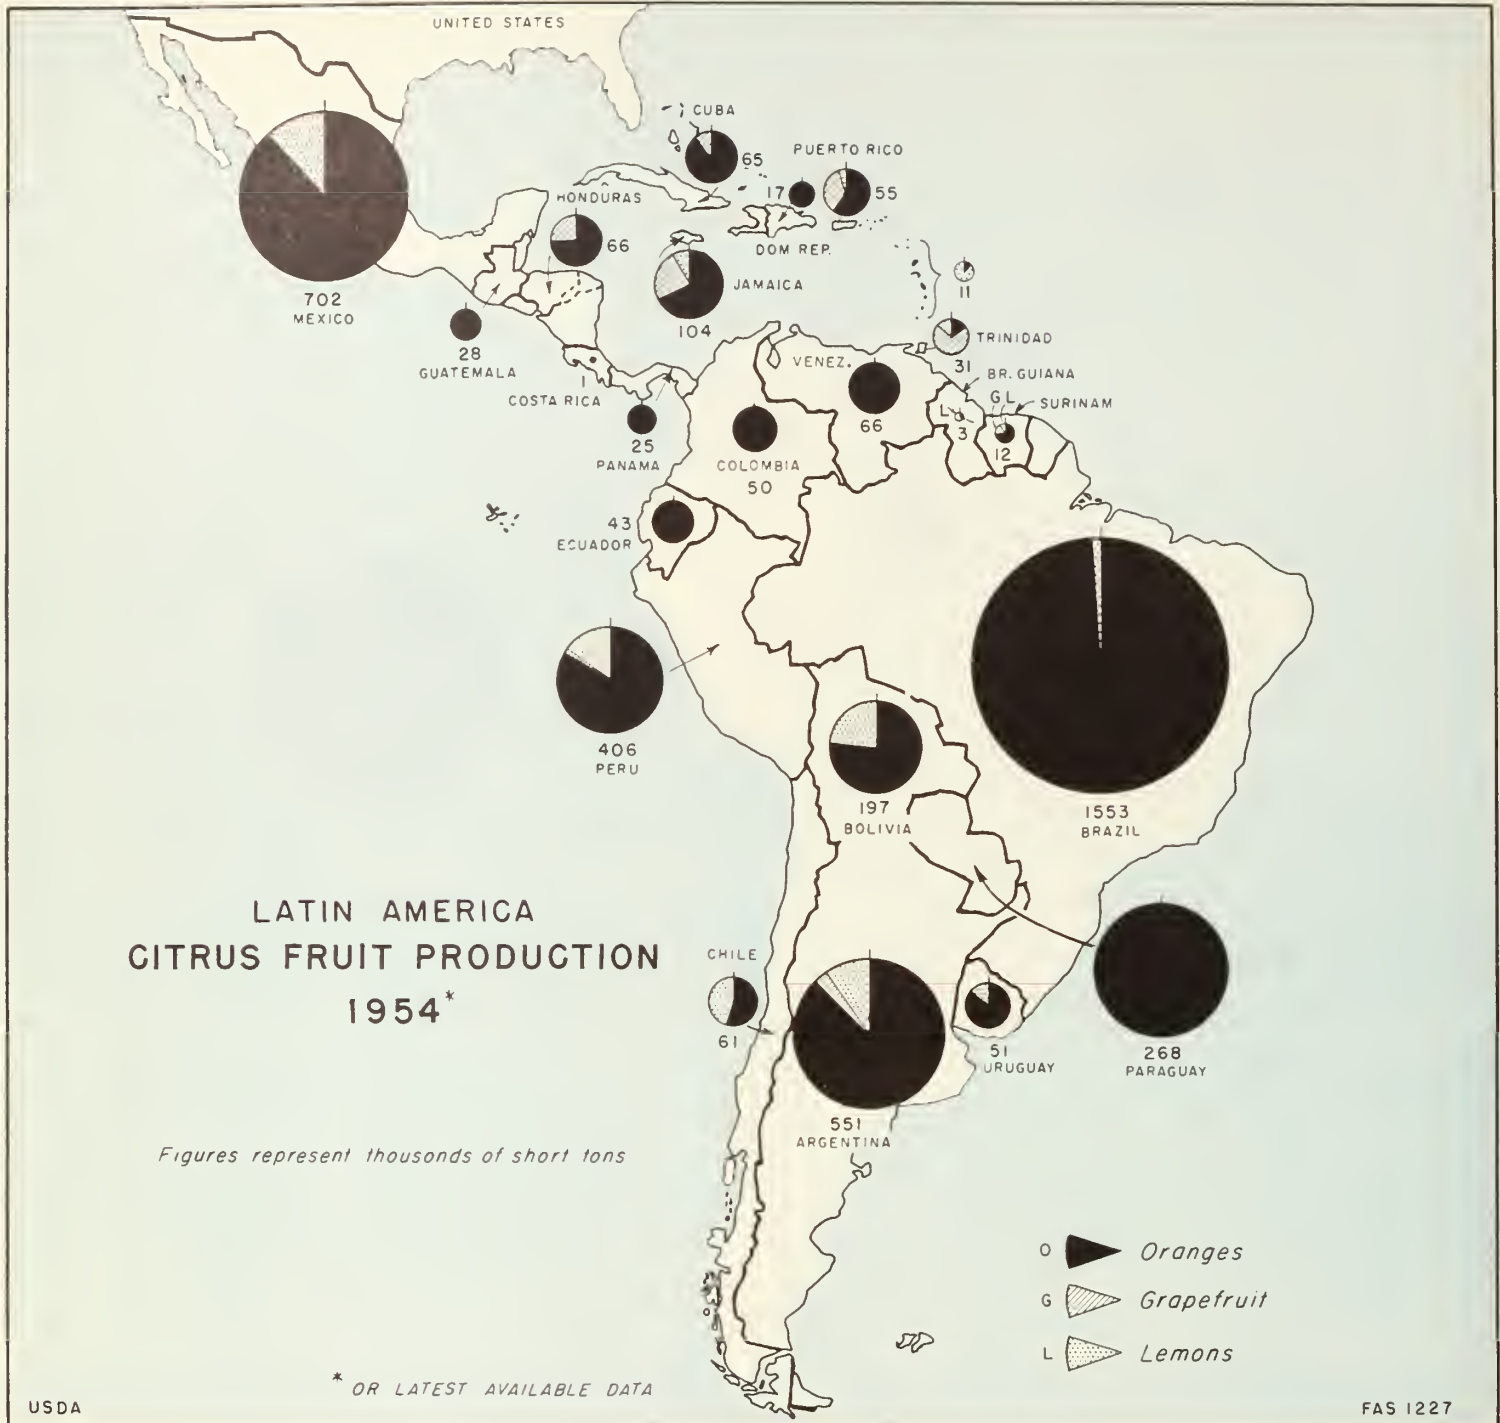 UNITED STATES
CUBA
65
PUERTO RICO
17
55
HONDURAS
66
DOM REP.
JAMAICA
104
11
702
MEXICO
28
GUATEMALA
TRINIDAD
31
VENEZ.
66
BR. GUIANA
G L
SURINAM
L
3
12
1
COSTA RICA
25
PANAMA
COLOMBIA
50
43
ECUADOR
406
PERU
197
BOLIVIA
1553
BRAZIL
LATIN AMERICA
CITRUS FRUIT PRODUCTION
1954*
CHILE
61
51
URUGUAY
268
PARAGUAY
551
ARGENTINA
Figures represent thousands of short tons
O Oranges
G Grapefruit
L Lemons
* OR LATEST AVAILABLE DATA
USDA
FAS 1227